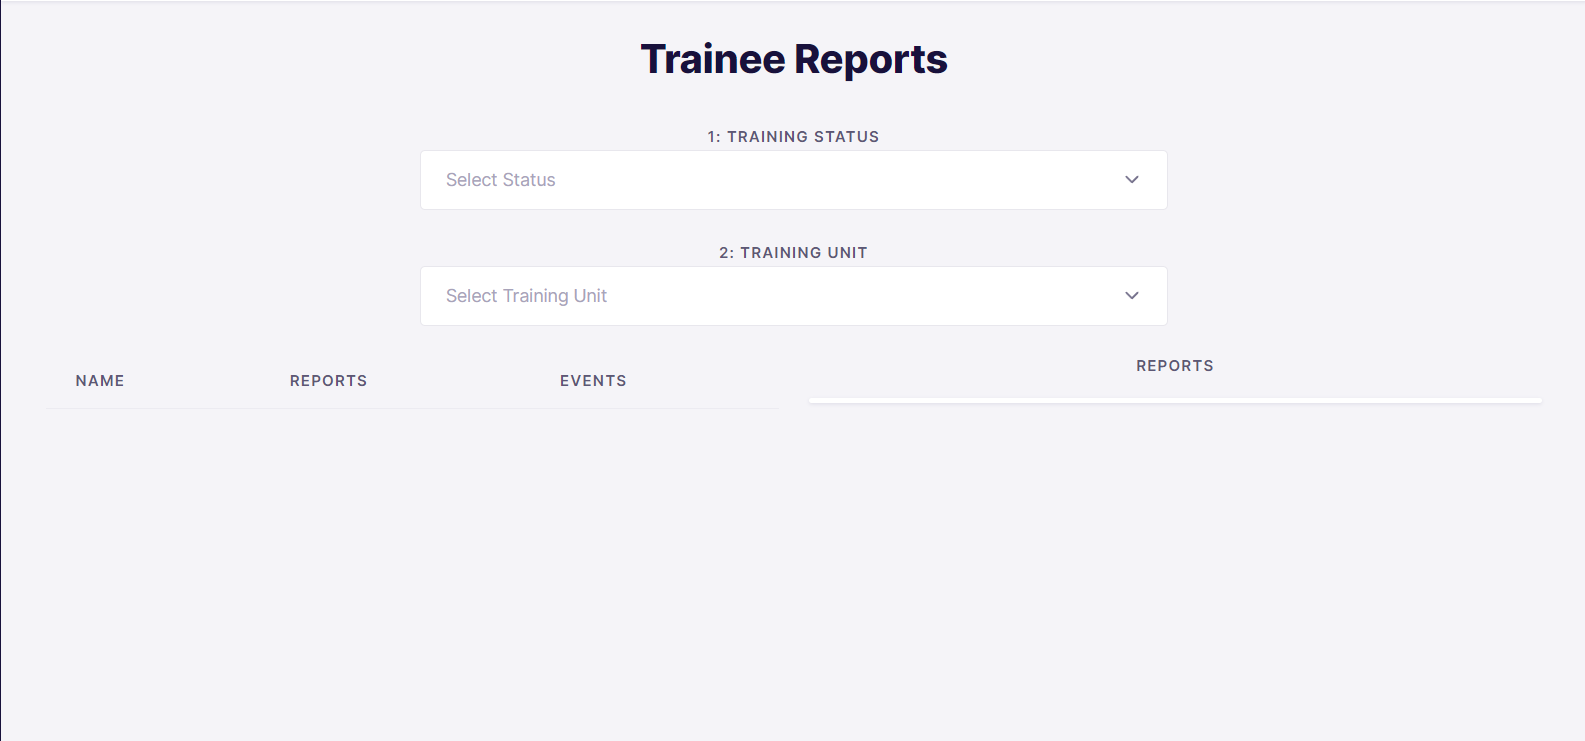 Trainee Reports
1: TRAINING STATUS
Select Status
2: TRAINING UNIT
Select Training Unit
NAME REPORTS EVENTS
REPORTS